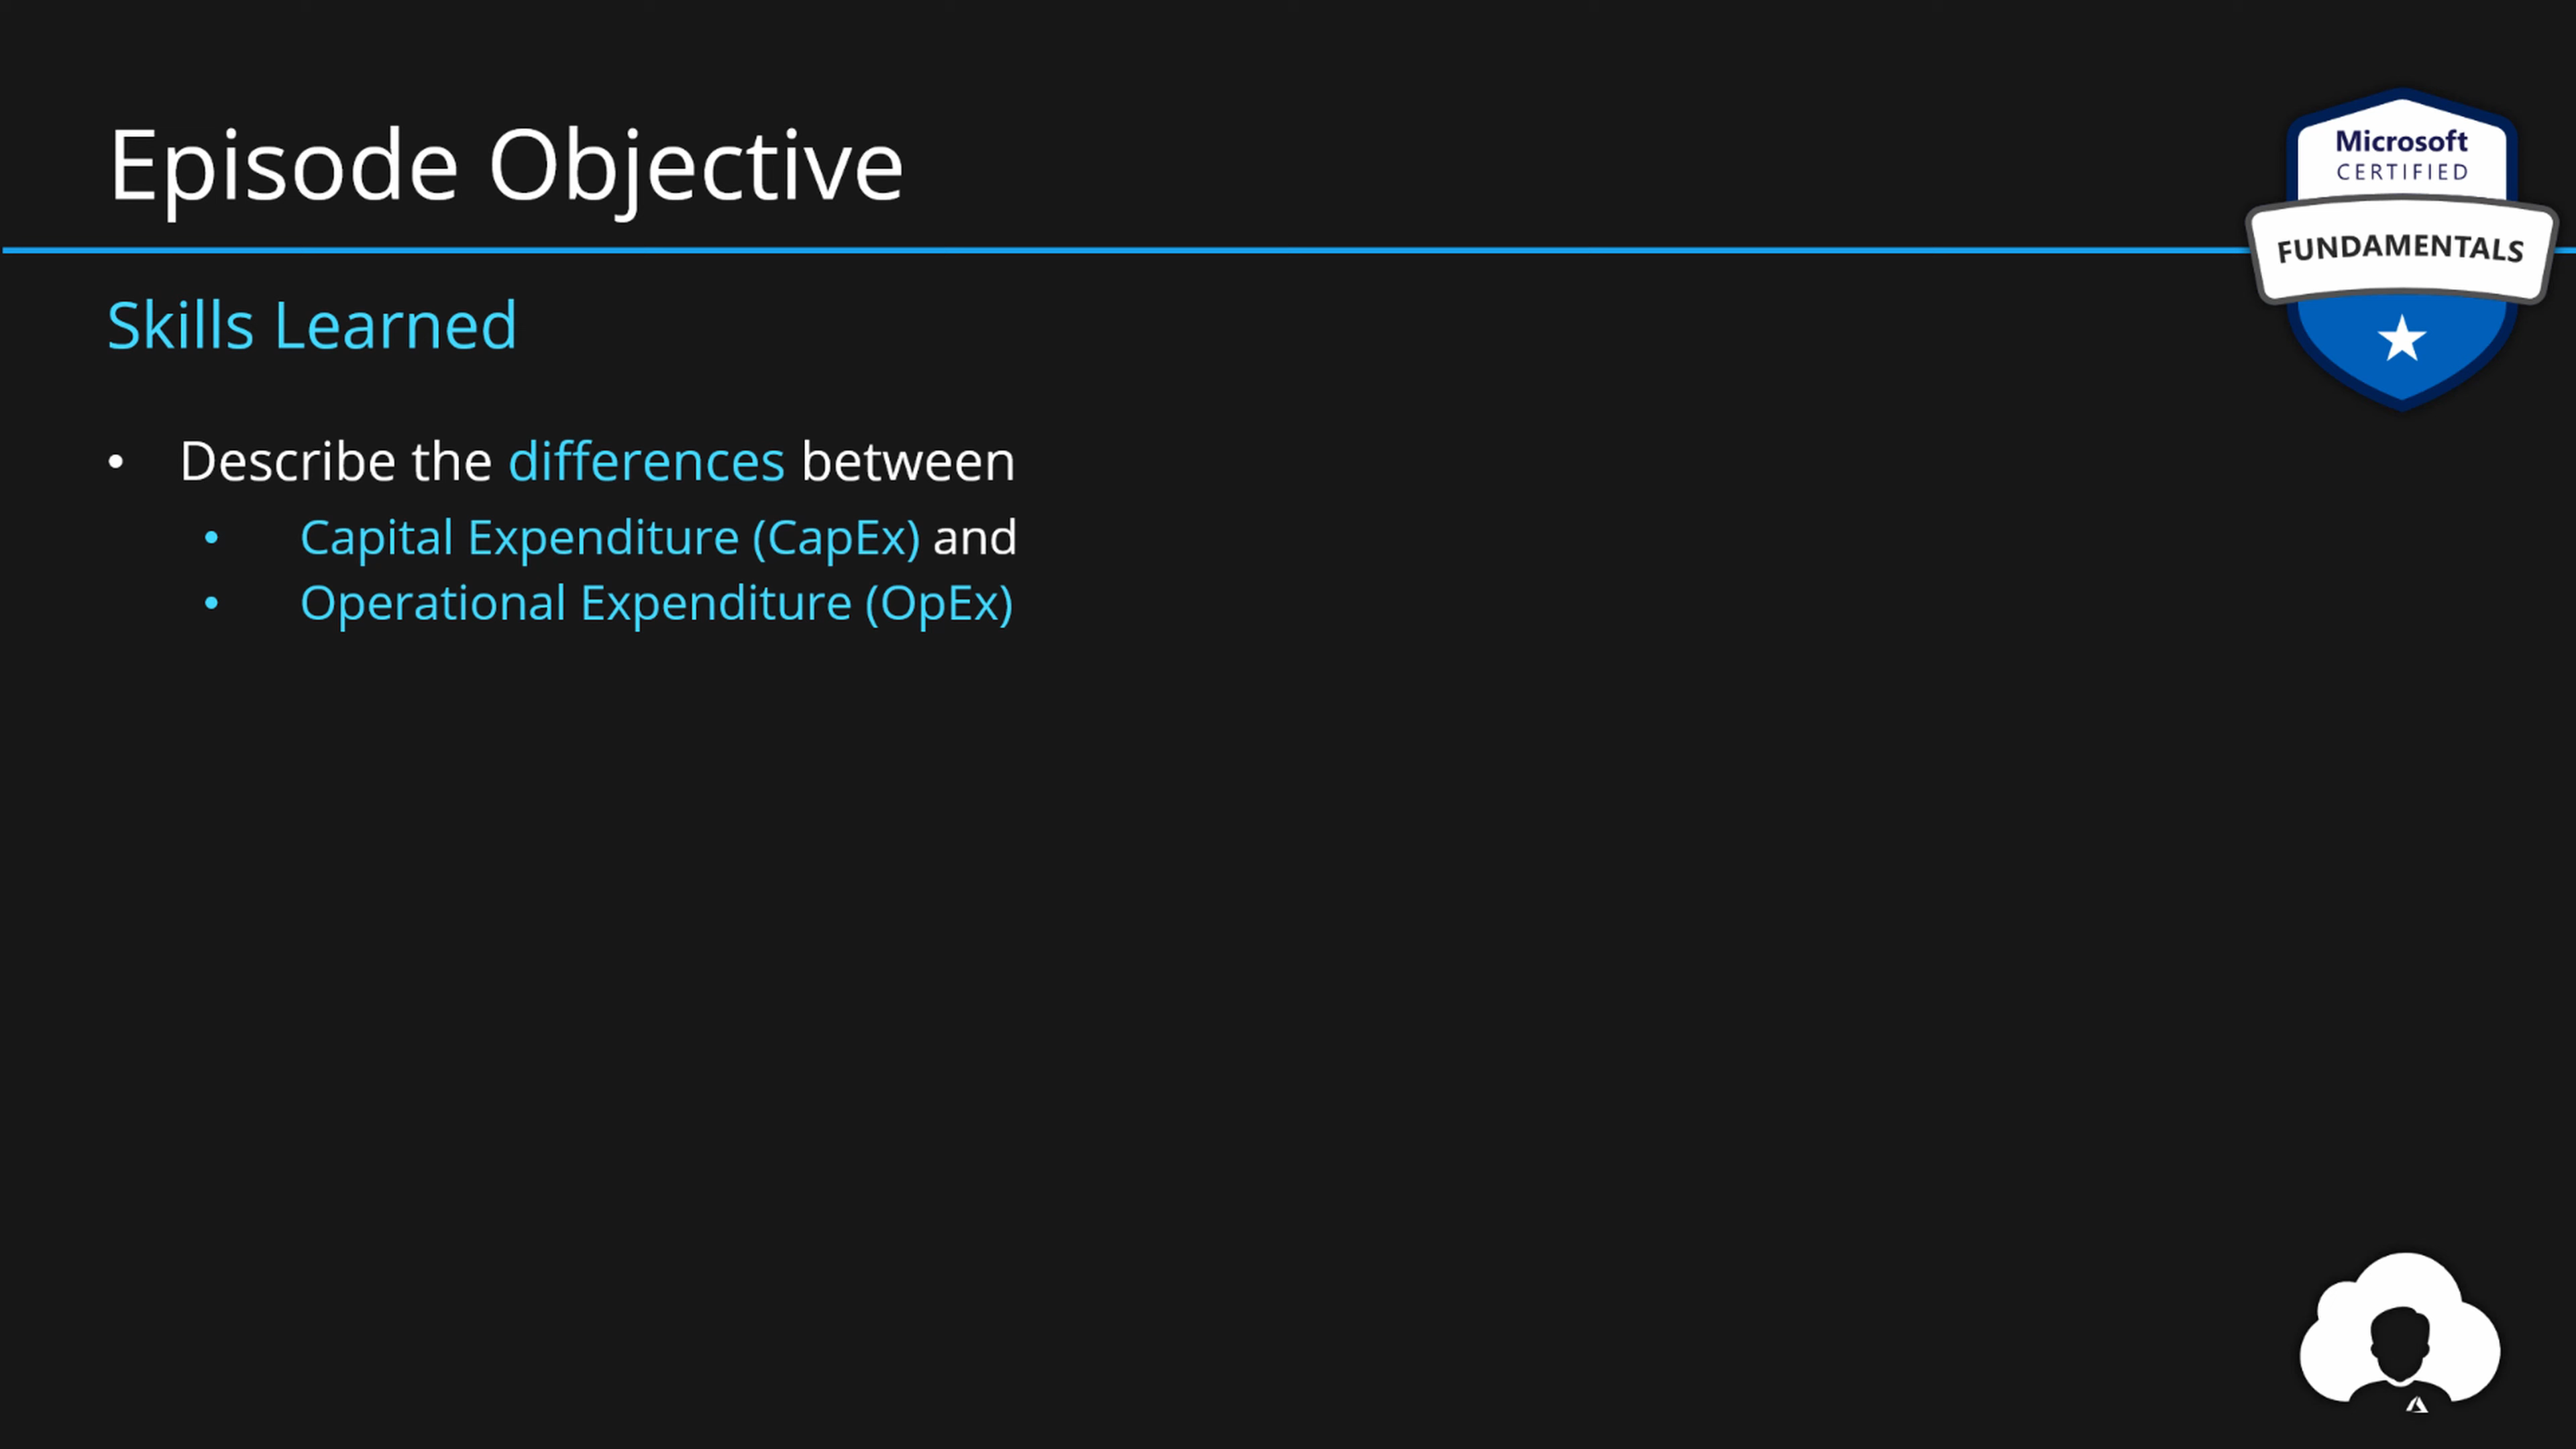 Episode Objective
Microsoft
CERTIFIED
FUNDAMENTALS
Skills Learned
• Describe the differences between
• Capital Expenditure (CapEx) and
• Operational Expenditure (OpEx)